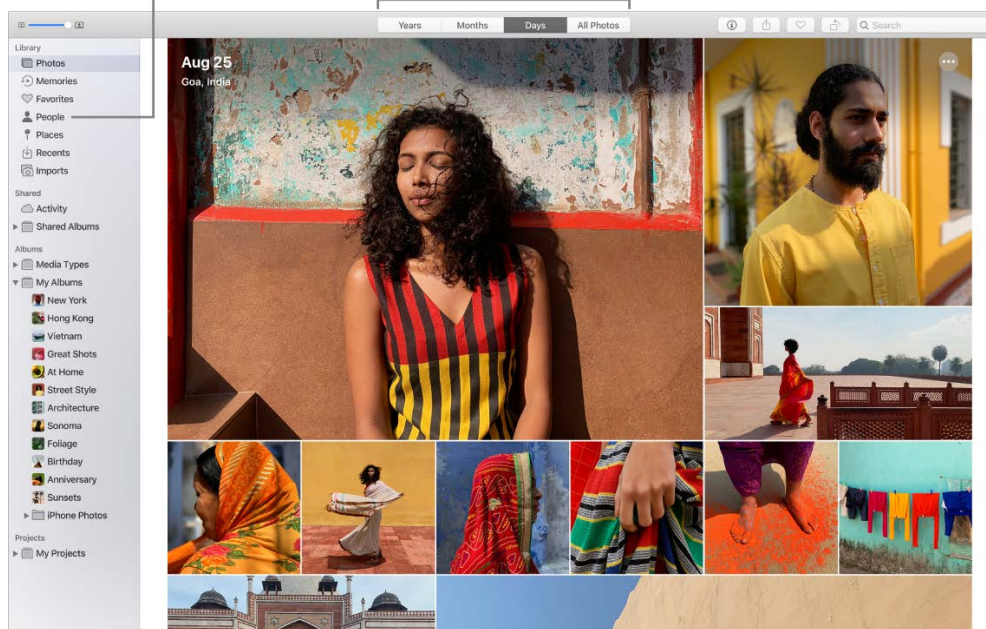 Years Months Days All Photos
Search
Library
Photos
Memories
Favorites
People
Places
Recents
Imports
Shared
Activity
Shared Albums
Albums
Media Types
My Albums
New York
Hong Kong
Vietnam
Great Shots
At Home
Street Style
Architecture
Sonoma
Foliage
Birthday
Anniversary
Sunsets
iPhone Photos
Projects
My Projects
Aug 25
Goa, India